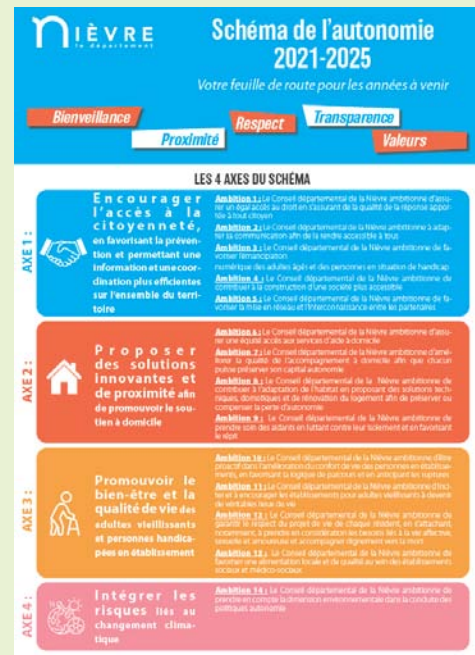 NIÈVRE
le département
Schéma de l'autonomie
2021-2025
Votre feuille de route pour les années à venir
Bienveillance
Proximité
Respect
Transparence
Valeurs
LES 4 AXES DU SCHÉMA
AXE 1 :
Encourager
l'accès à la
citoyenneté,
en favorisant la préven-
tion et permettant une
information et une coor-
dination plus efficientes
sur l'ensemble du terri-
toire
Ambition 1 : Le Conseil départemental de la Nièvre ambitionne d'assu-
rer un égal accès au droit en s'assurant de la qualité de la réponse appor-
tée à tout citoyen
Ambition 2 : Le Conseil départemental de la Nièvre ambitionne à adap-
ter sa communication afin de la rendre accessible à tout
Ambition 3 : Le Conseil départemental de la Nièvre ambitionne de fa-
voriser l'émancipation
numérique des adultes âgés et des personnes en situation de handicap
Ambition 4 : Le Conseil départemental de la Nièvre ambitionne de
contribuer à la construction d'une société plus accessible
Ambition 5 : Le Conseil départemental de la Nièvre ambitionne de fa-
voriser la mise en réseau et l'interconnaissance entre les partenaires
AXE 2 :
Proposer
des solutions
innovantes et
de proximité afin
de promouvoir le sou-
tien à domicile
Ambition 6 : Le Conseil départemental de la Nièvre ambitionne d'assu-
rer une équité accès aux services d'aide à domicile
Ambition 7 : Le Conseil départemental de la Nièvre ambitionne d'amé-
liorer la qualité de l'accompagnement à domicile afin que chacun
puisse préserver son capital autonomie
Ambition 8 : Le Conseil départemental de la Nièvre ambitionne de
contribuer à l'adaptation de l'habitat en proposant des solutions tech-
niques, domotiques et de rénovation du logement afin de préserver ou
compenser la perte d'autonomie
Ambition 9 : Le Conseil départemental de la Nièvre ambitionne de
prendre soin des aidants en luttant contre leur isolement et en favorisant
le répit
AXE 3 :
Promouvoir le
bien-être et la
qualité de vie des
adultes vieillissants
et personnes handica-
pées en établissement
Ambition 10 : Le Conseil départemental de la Nièvre ambitionne d'être
proactif dans l'amélioration du confort de vie des personnes en établisse-
ments, en favorisant la logique de parcours et en anticipant les ruptures
Ambition 11 : Le Conseil départemental de la Nièvre ambitionne d'inci-
ter et à encourager les établissements pour adultes vieillissants à devenir
de véritables lieux de vie
Ambition 12 : Le Conseil départemental de la Nièvre ambitionne de
garantir le respect du projet de vie de chaque résident, en s'attachant,
notamment, à prendre en considération les besoins liés à la vie affective,
sexuelle et amoureuse et accompagner dignement vers la mort
Ambition 13 : Le Conseil départemental de la Nièvre ambitionne de
favoriser une alimentation locale et de qualité au sein des établissements
sociaux et médico-sociaux
AXE 4 :
Intégrer les
risques liés au
changement clima-
tique
Ambition 14 : Le Conseil départemental de la Nièvre ambitionne de
prendre en compte la dimension environnementale dans la conduite des
politiques autonomie